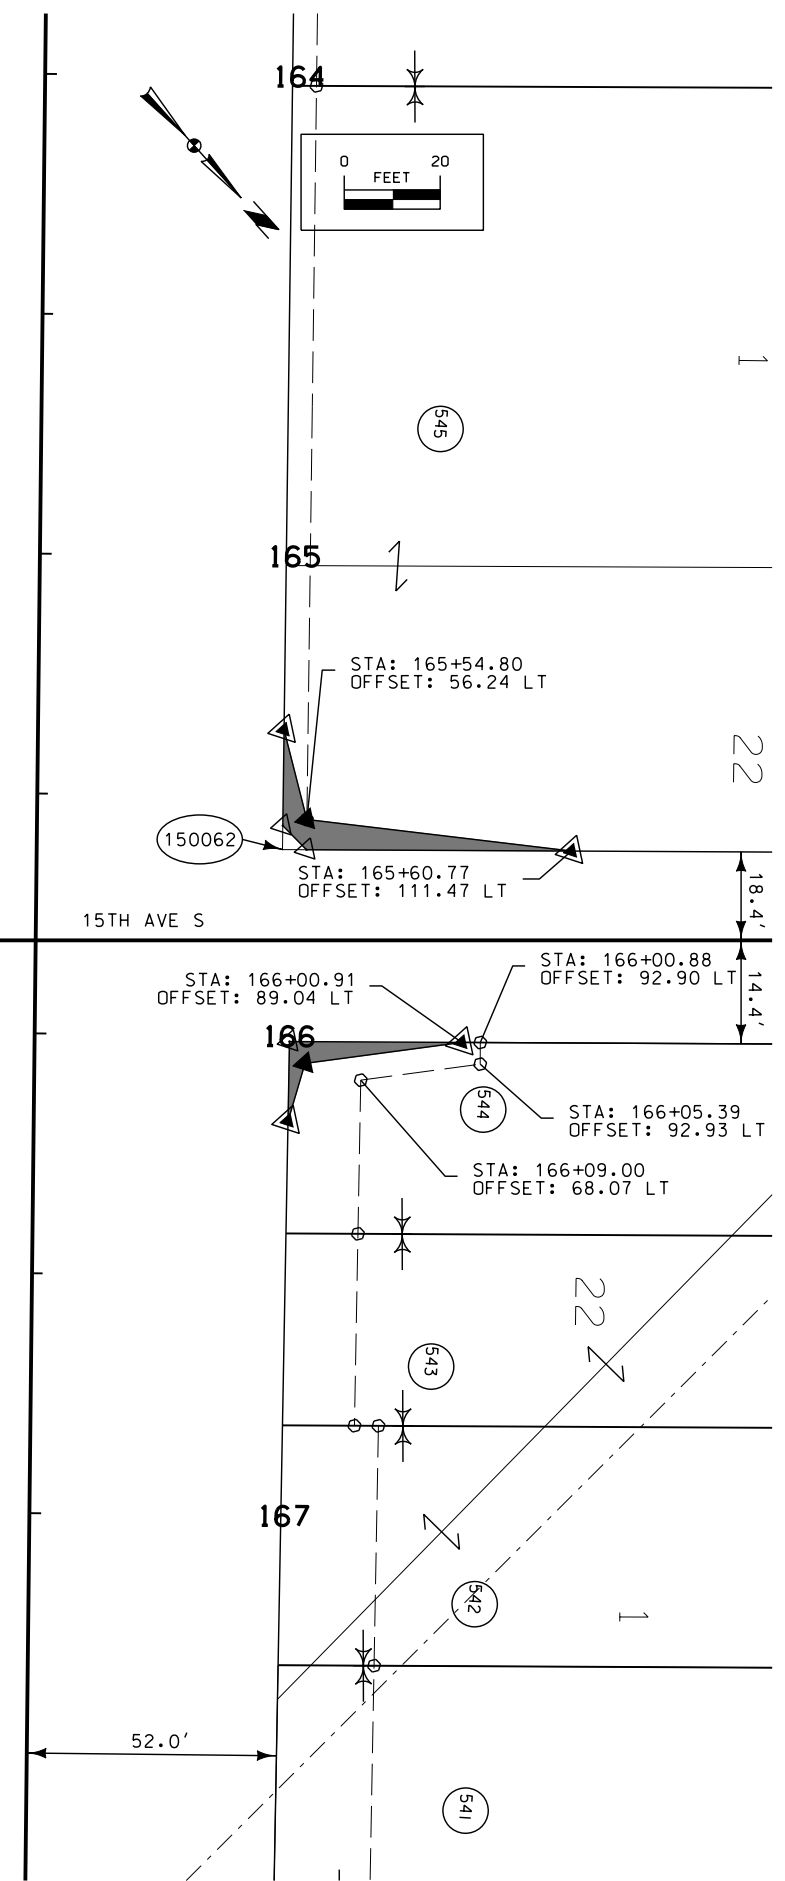 164
0 20
FEET
1
545
165
STA: 165+54.80
OFFSET: 56.24 LT
22
150062
STA: 165+60.77
OFFSET: 111.47 LT
18.4'
15TH AVE S
STA: 166+00.88
OFFSET: 92.90 LT
STA: 166+00.91
OFFSET: 89.04 LT
14.4'
166
544
STA: 166+05.39
OFFSET: 92.93 LT
STA: 166+09.00
OFFSET: 68.07 LT
22
543
167
542
1
52.0'
541